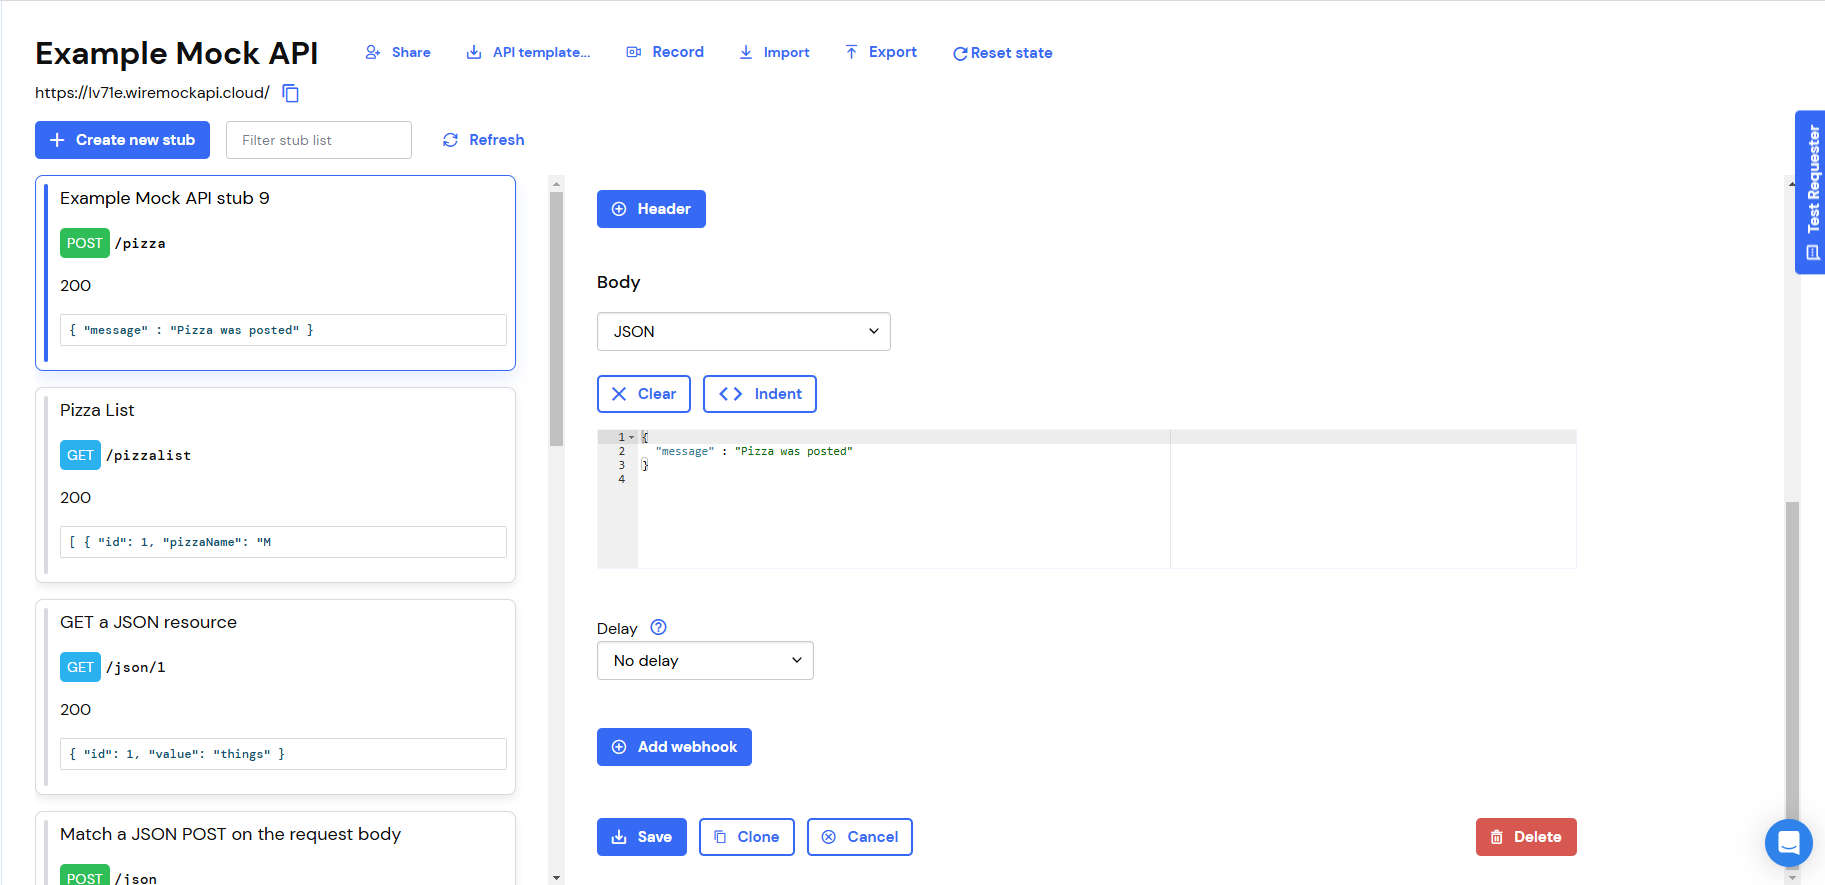 Example Mock API
Share
API template...
Record
Import
Export
Reset state
https://lv71e.wiremockapi.cloud/
Create new stub
Filter stub list
Refresh
Example Mock API stub 9
POST /pizza
200
{ "message" : "Pizza was posted" }
Pizza List
GET /pizzalist
200
[ { "id": 1, "pizzaName": "M
GET a JSON resource
GET /json/1
200
{ "id": 1, "value": "things" }
Match a JSON POST on the request body
POST /json
Header
Body
JSON
Clear
Indent
1 {
2 "message" : "Pizza was posted"
3 }
4
Delay
No delay
Add webhook
Save
Clone
Cancel
Delete
Test Requester